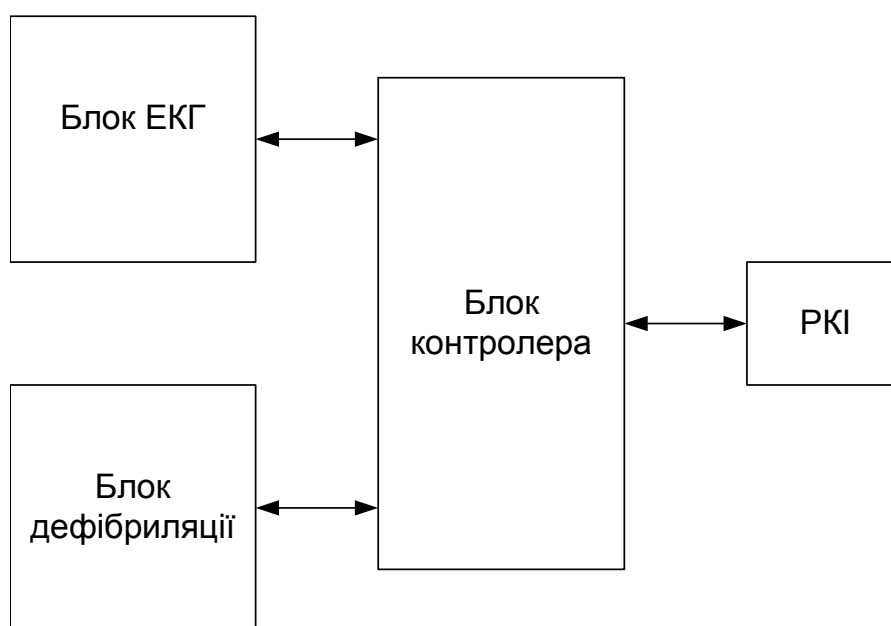 Блок ЕКГ
Блок
контролера
РКІ
Блок
дефібриляції